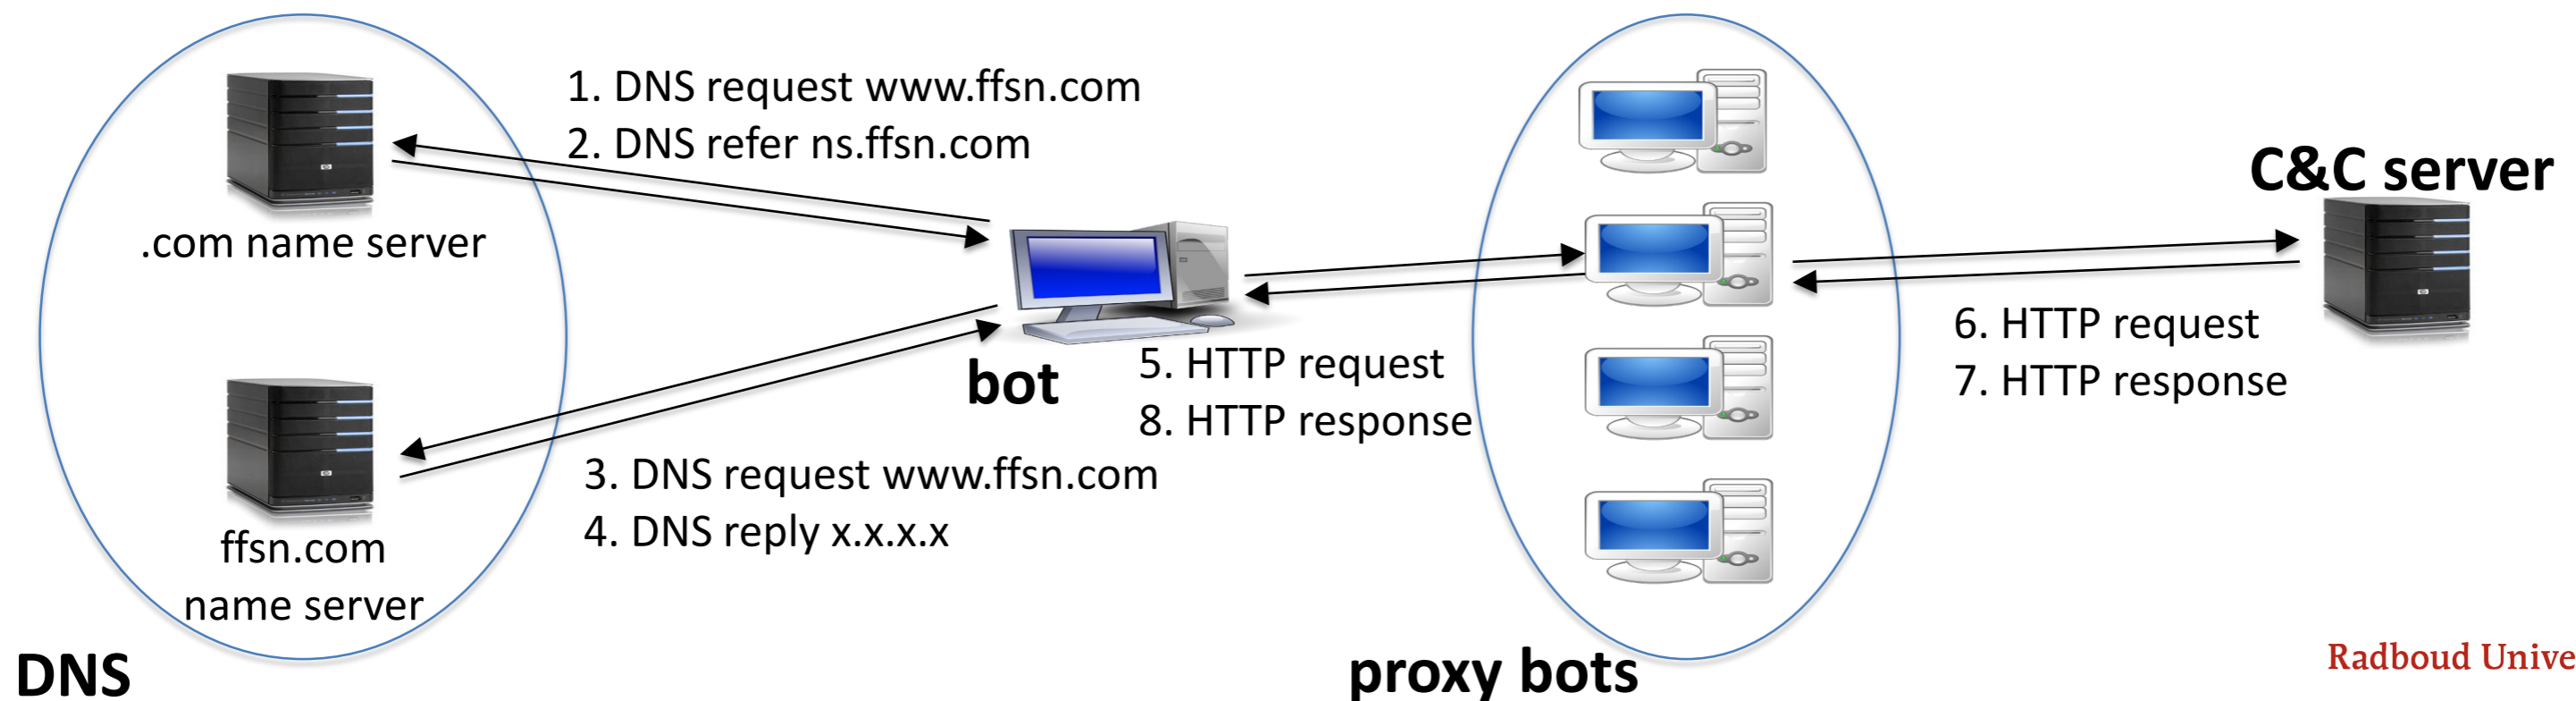 1. DNS request www.ffsn.com
2. DNS refer ns.ffsn.com
.com name server
3. DNS request www.ffsn.com
4. DNS reply x.x.x.x
ffsn.com
name server
DNS
bot
5. HTTP request
8. HTTP response
proxy bots
C&C server
6. HTTP request
7. HTTP response
Radboud Unive